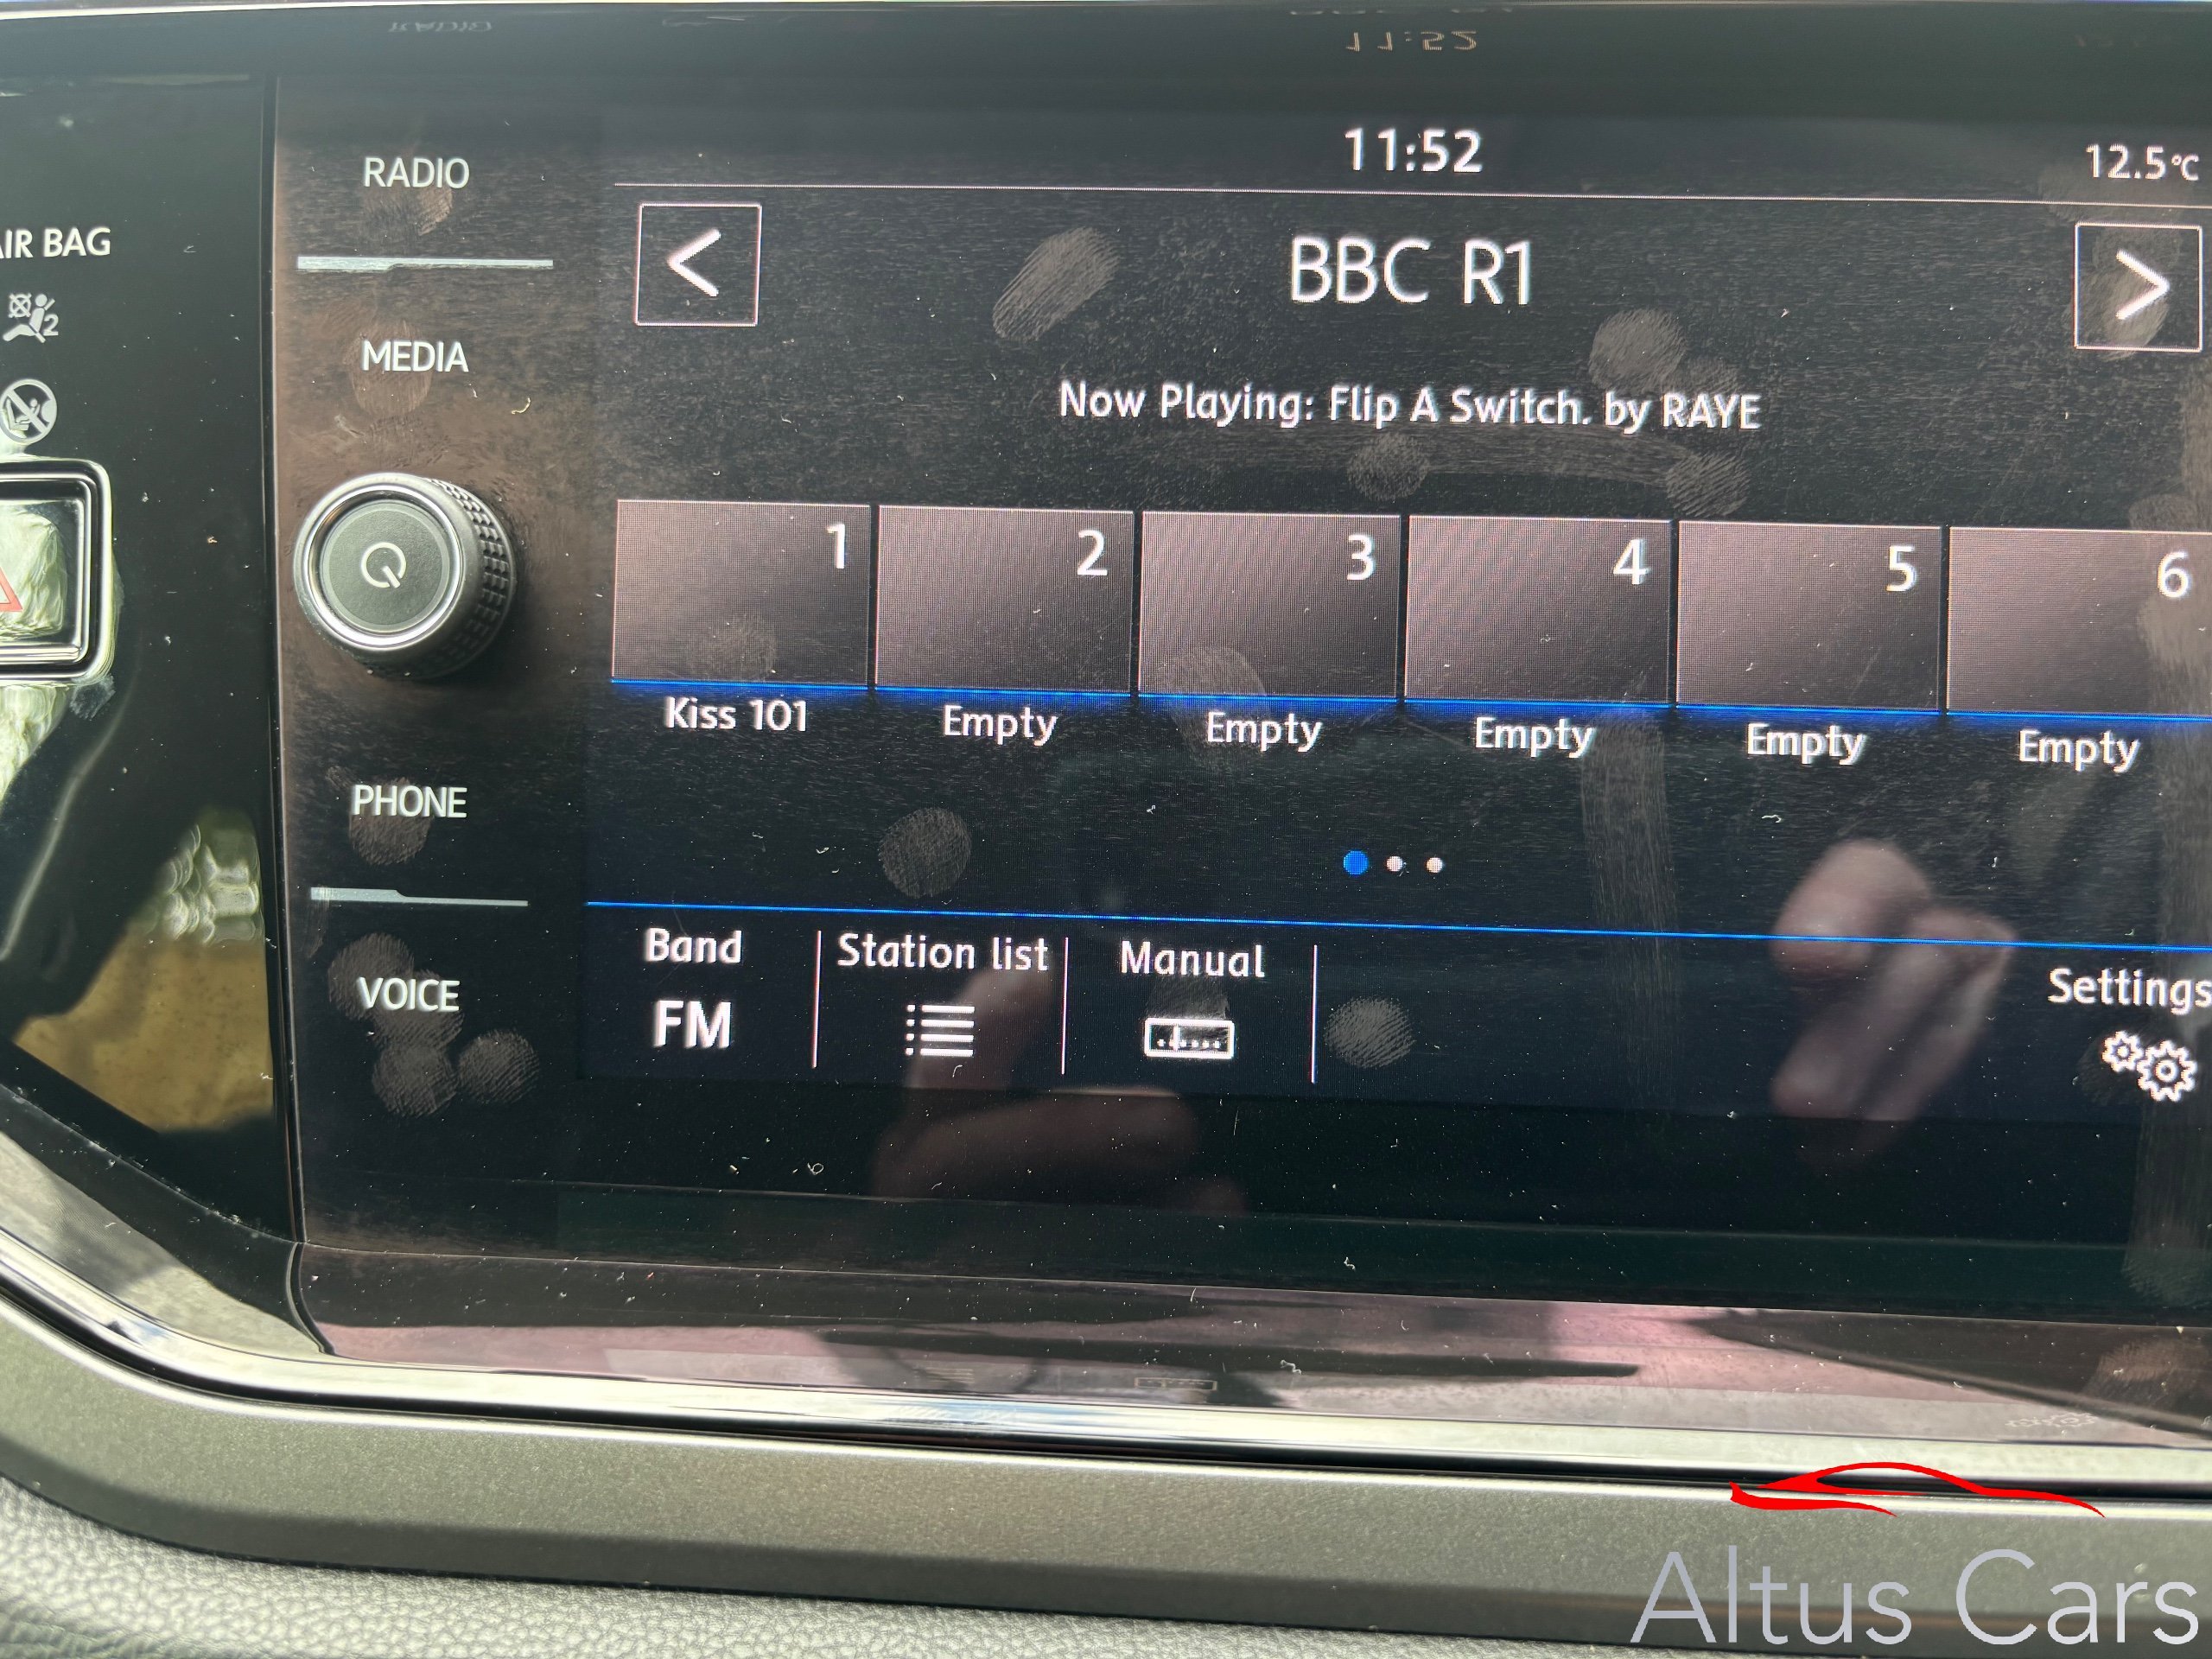 RADIO
11:52
12.5°C
AIR BAG
BBC R1
MEDIA
Now Playing: Flip A Switch. by RAYE
1 2 3 4 5 6
Kiss 101 Empty Empty Empty Empty Empty
PHONE
VOICE
Band Station list Manual Settings
FM
Altus Cars